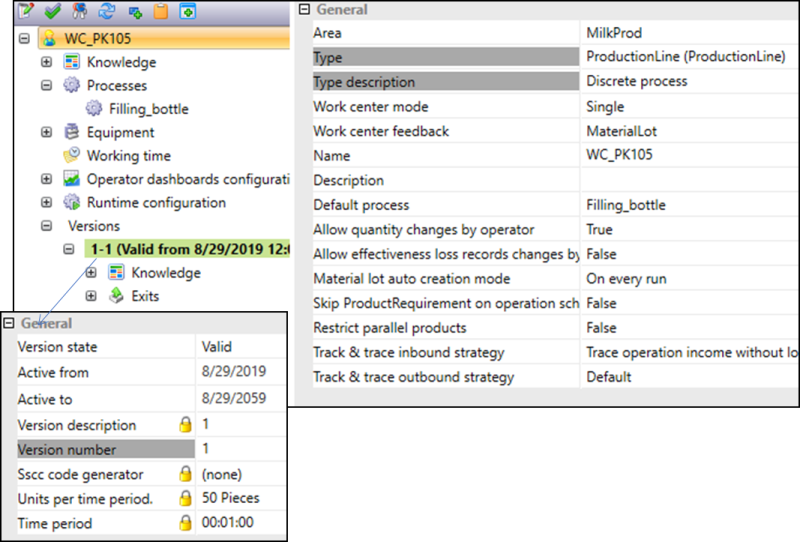 WC_PK105
Knowledge
Processes
Filling_bottle
Equipment
Working time
Operator dashboards configurati
Runtime configuration
Versions
1-1 (Valid from 8/29/2019 12:
Knowledge
Exits
General
Area MilkProd
Type ProductionLine (ProductionLine)
Type description Discrete process
Work center mode Single
Work center feedback MaterialLot
Name WC_PK105
Description
Default process Filling_bottle
Allow quantity changes by operator True
Allow effectiveness loss records changes by False
Material lot auto creation mode On every run
Skip ProductRequirement on operation sch False
Restrict parallel products False
Track & trace inbound strategy Trace operation income without lo
Track & trace outbound strategy Default
General
Version state Valid
Active from 8/29/2019
Active to 8/29/2059
Version description 1
Version number 1
Sscc code generator (none)
Units per time period. 50 Pieces
Time period 00:01:00